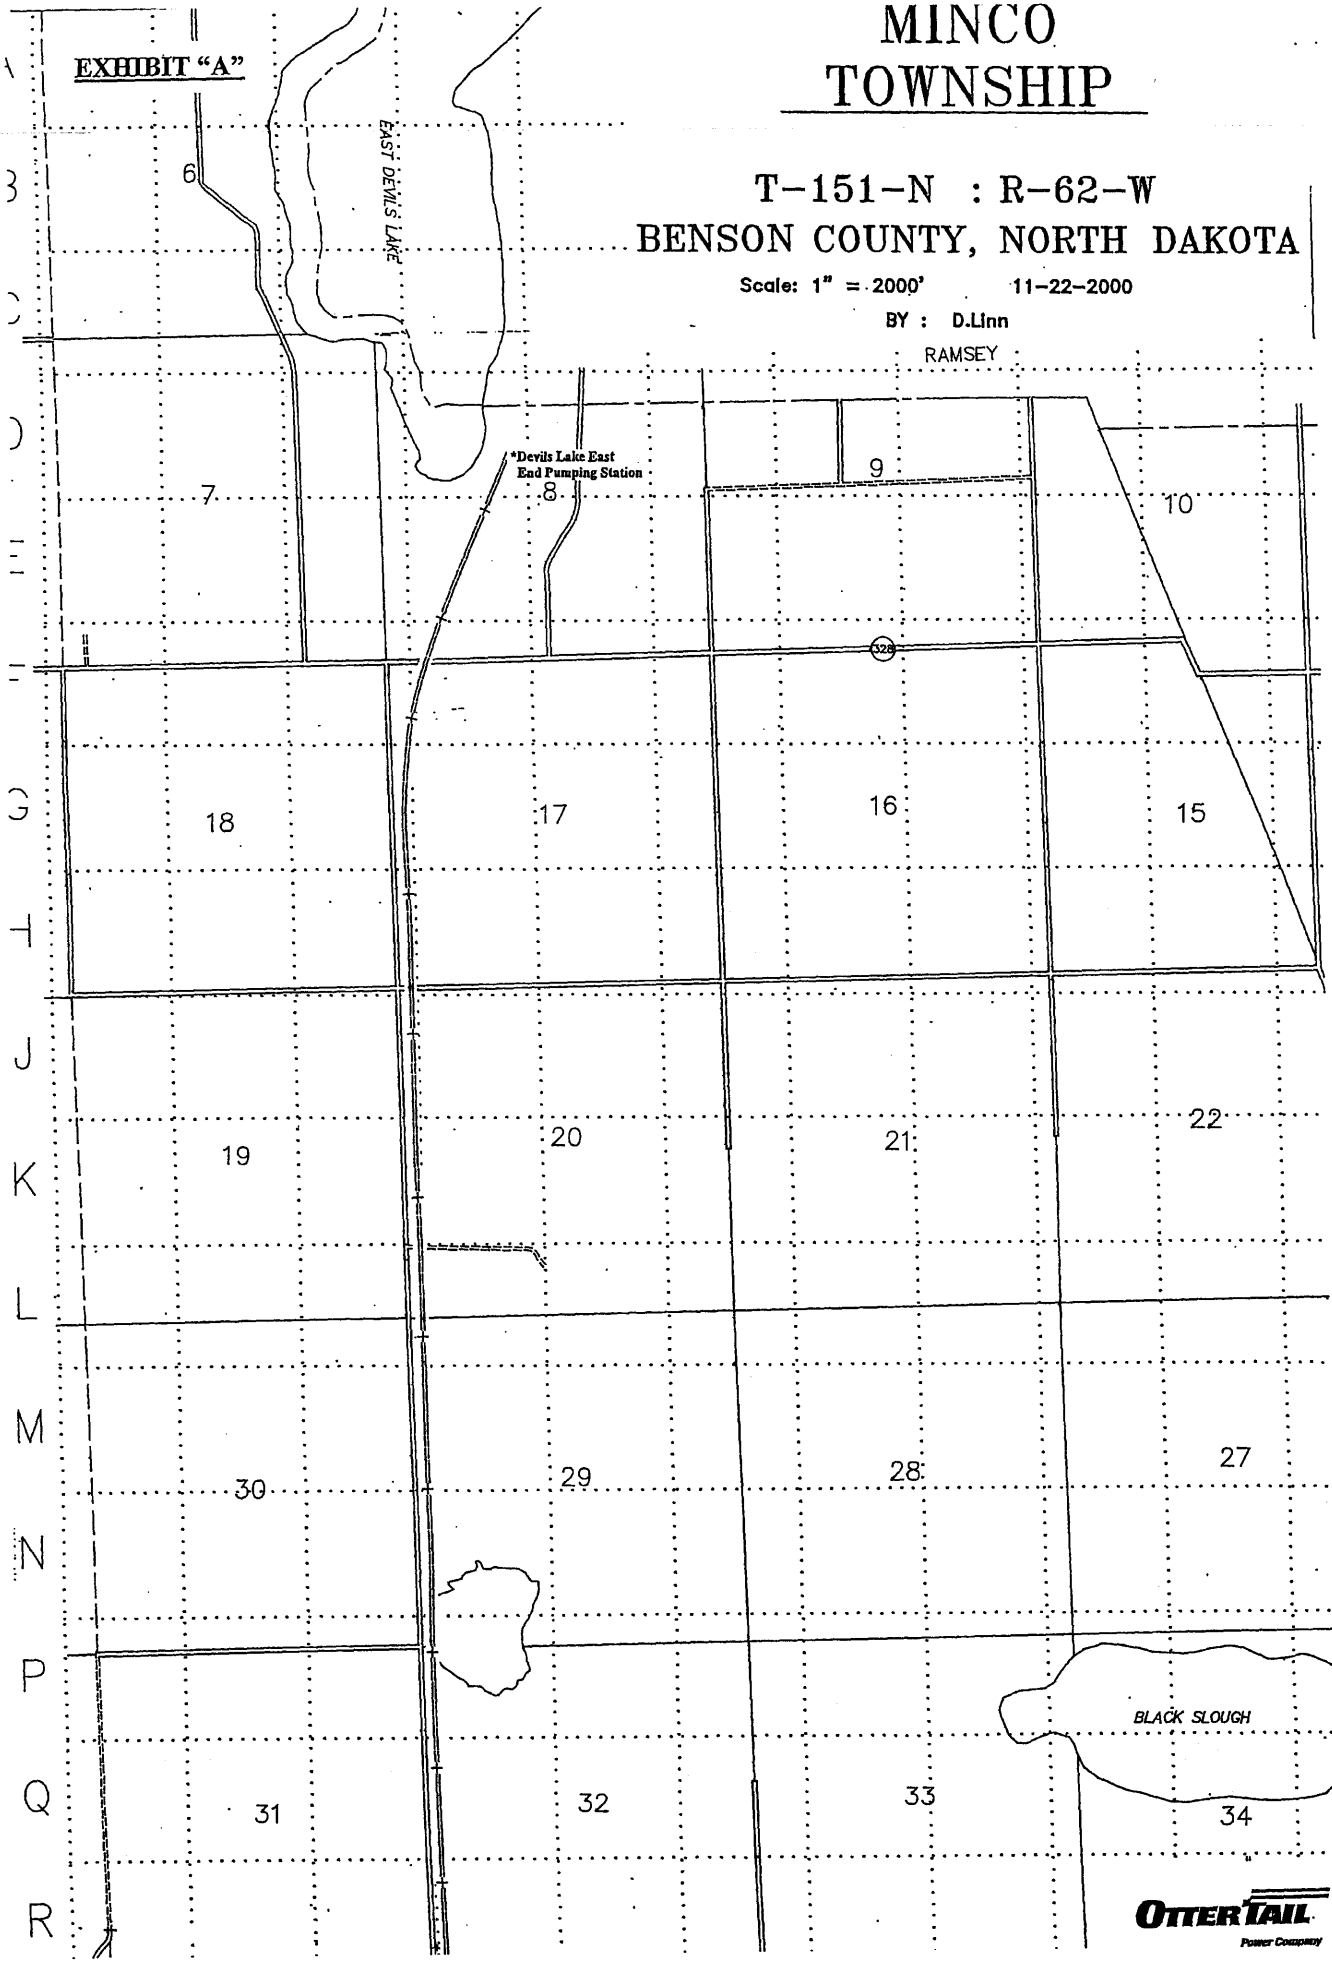 EXHIBIT "A"
MINCO
TOWNSHIP
T-151-N : R-62-W
BENSON COUNTY, NORTH DAKOTA
Scale: 1" = 2000' 11-22-2000
BY : D.Linn
RAMSEY
EAST DEVILS LAKE
6
*Devils Lake East
End Pumping Station
7
8
9
10
328
G
18
17
16
15
J
19
20
21
22
K
L
M
30
29
28
27
N
P
BLACK SLOUGH
Q
31
32
33
34
R
OTTERTAIL
Power Company